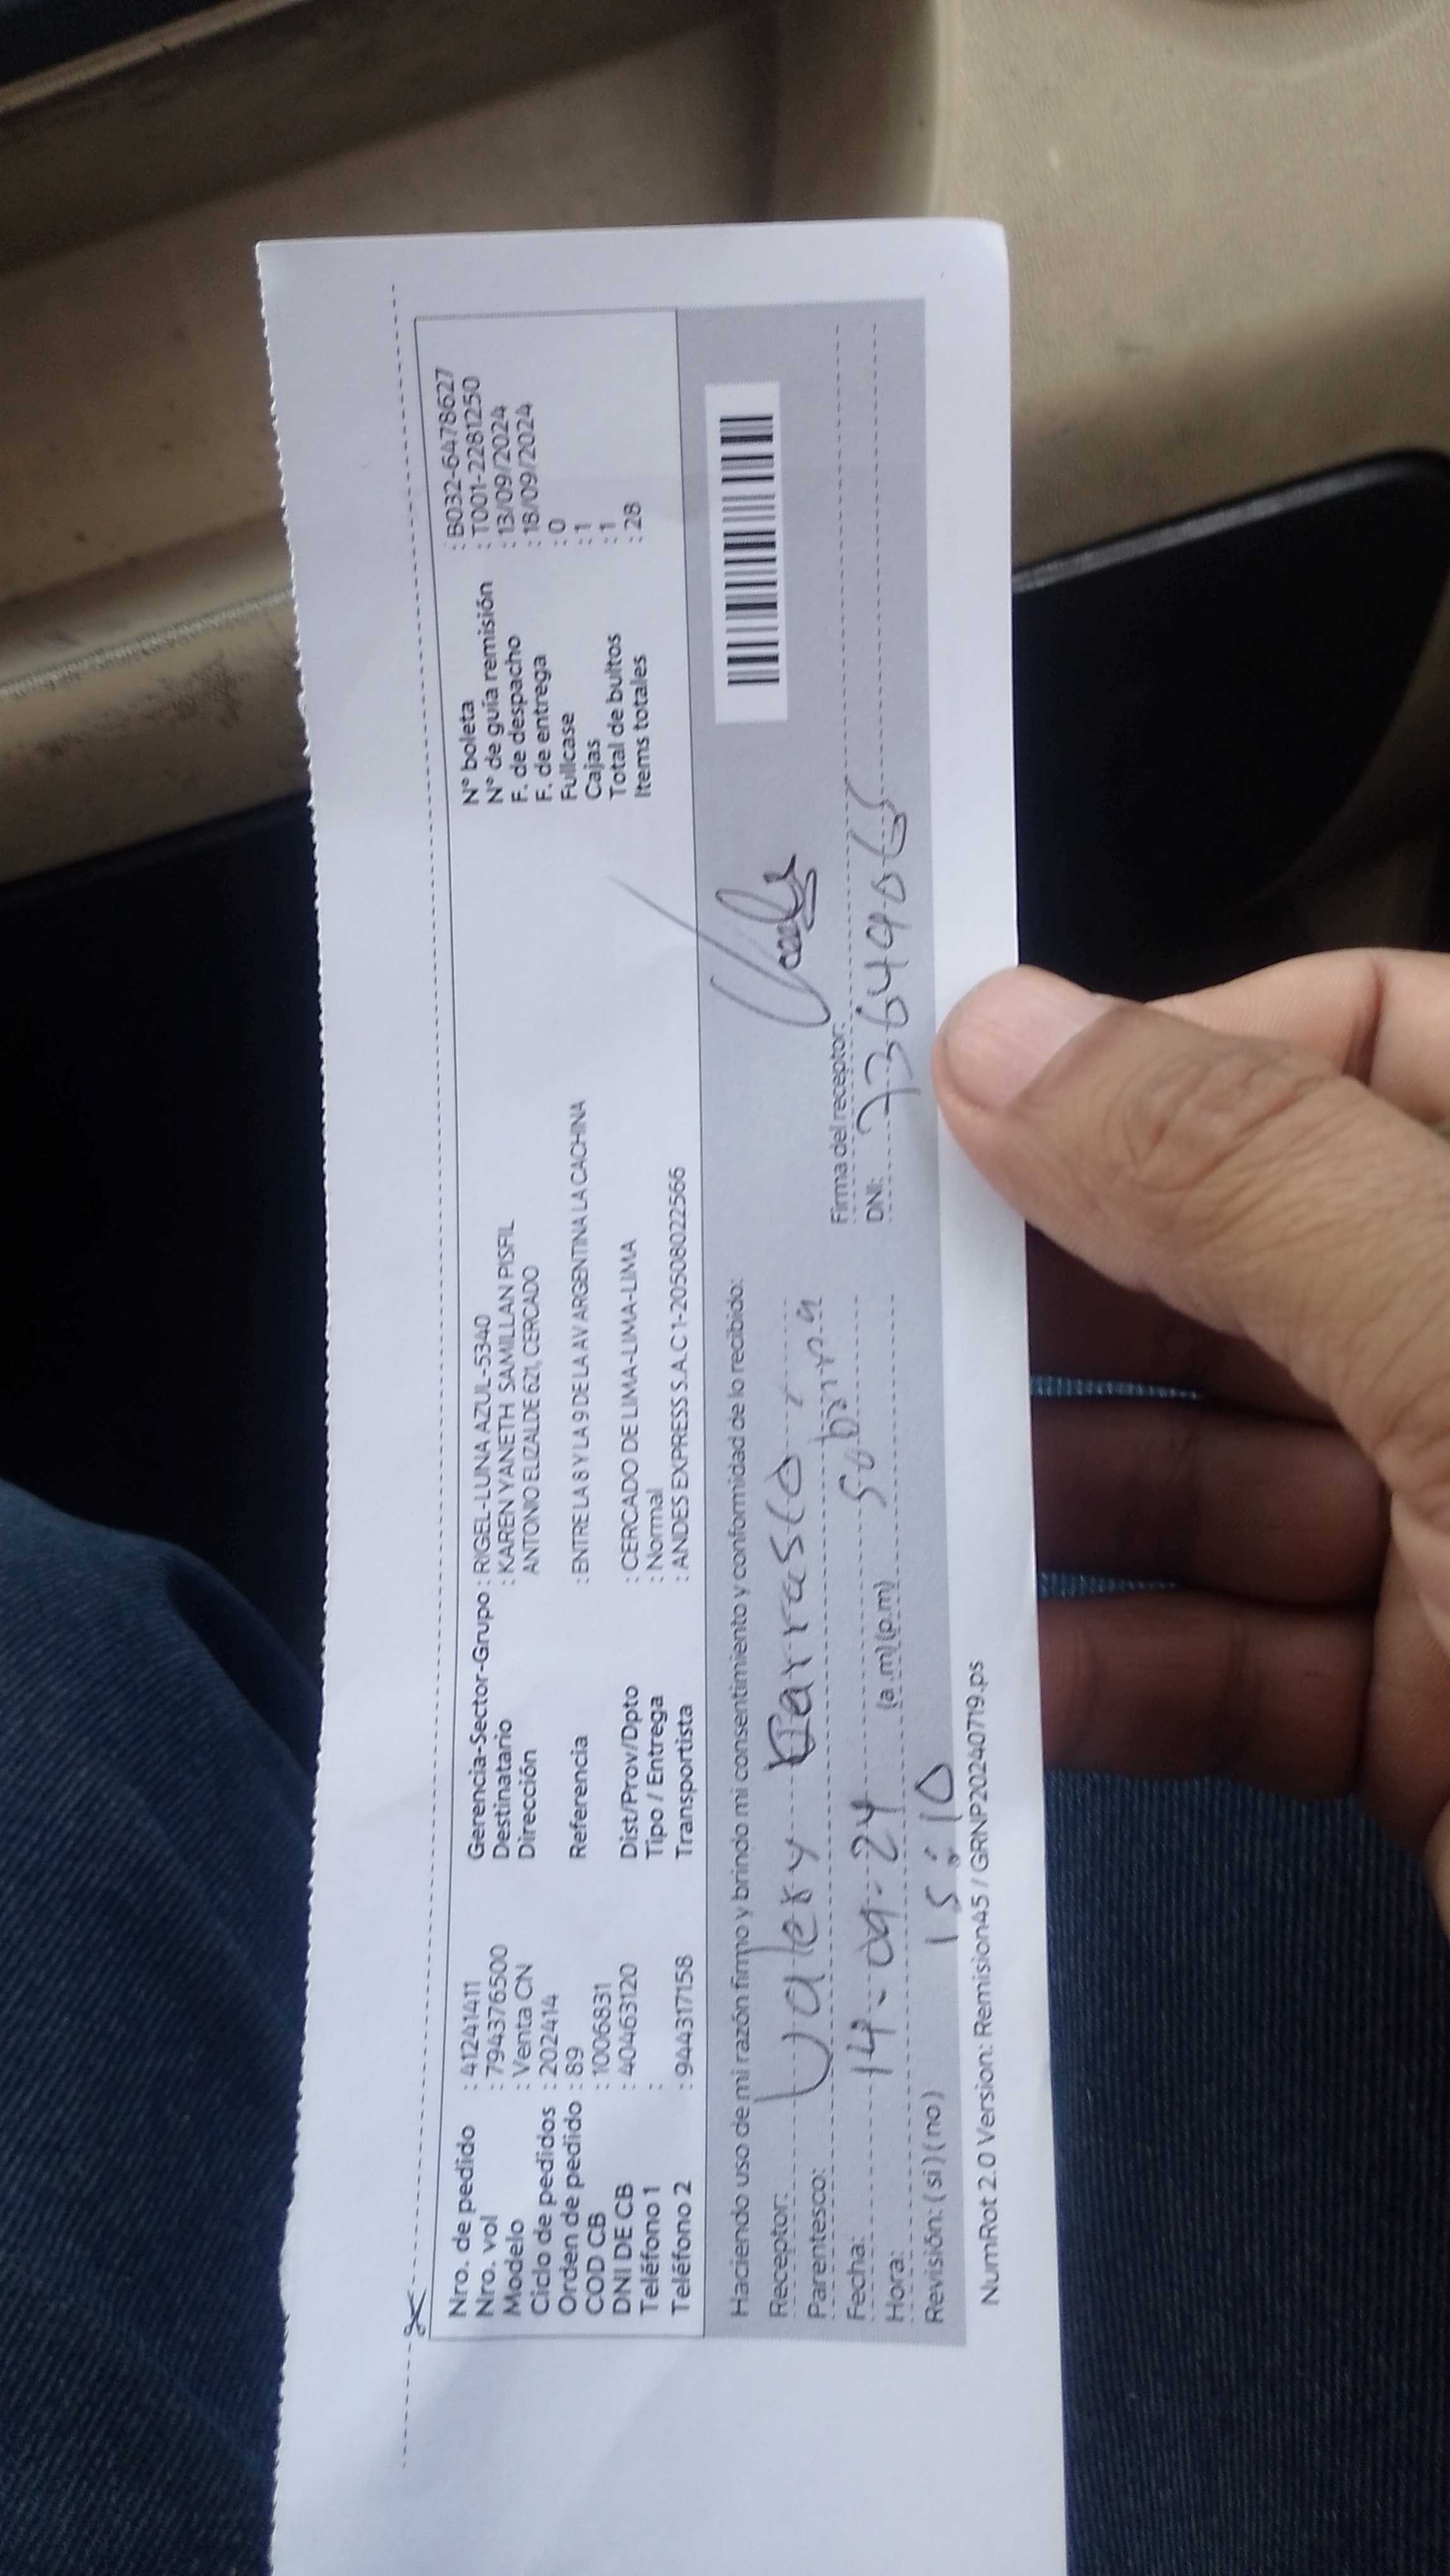 Nro. de pedido : 41241411
Nro. vol : 794376500
Modelo : Venta CN
Ciclo de pedidos : 202414
Orden de pedido : 89
COD CB : 1006831
DNI DE CB : 40463120
Teléfono 1 :
Teléfono 2 : 944317158
Gerencia-Sector-Grupo : RIGEL-LUNA AZUL-5340
Destinatario : KAREN YANETH SAMILLAN PISFIL
Dirección ANTONIO ELIZALDE 621, CERCADO
Referencia : ENTRE LA 8 Y LA 9 DE LA AV ARGENTINA LA CACHINA
Dist/Prov/Dpto : CERCADO DE LIMA-LIMA-LIMA
Tipo / Entrega : Normal
Transportista : ANDES EXPRESS S.A.C 1-20508022566
N° boleta : B032-6478627
N° de guía remisión : T001-2281250
F. de despacho : 13/09/2024
F. de entrega : 18/09/2024
Fullcase : 0
Cajas : 1
Total de bultos : 1
Items totales : 28
Haciendo uso de mi razón firmo y brindo mi consentimiento y conformidad de lo recibido:
Receptor: Valery Carrasco
Parentesco: Sobrina
Fecha: 14-09-24
Hora: 15:10 (a.m) (p.m)
Revisión: ( si ) ( no )
Firma del receptor:
DNI: 736494
NumRot 2.0 Version: Remision45 / GRNP20240719.ps